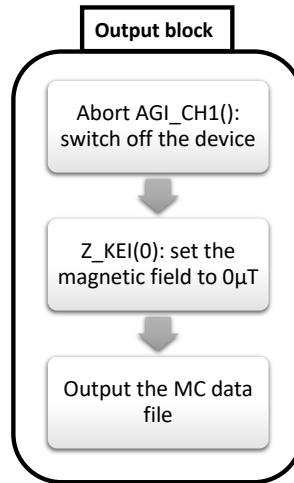 Output block
Abort AGI_CH1():
switch off the device
Z_KEI(0): set the
magnetic field to 0µT
Output the MC data
file